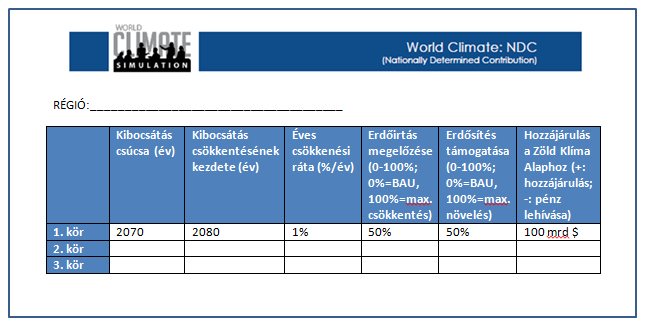 WORLD
CLIMATE
SIMULATION
World Climate: NDC
(Nationally Determined Contribution)
RÉGIÓ:____________________________________
Kibocsátás
csúcsa (év)
Kibocsátás
csökkentésének
kezdete (év)
Éves
csökkenési
ráta (%/év)
Erdőirtás
megelőzése
(0-100%;
0%=BAU,
100%=max.
csökkentés)
Erdősítés
támogatása
(0-100%;
0%=BAU,
100%=max.
növelés)
Hozzájárulás
a Zöld Klíma
Alaphoz (+:
hozzájárulás;
-: pénz
lehívása)
1. kör 2070 2080 1% 50% 50% 100 mrd $
2. kör
3. kör